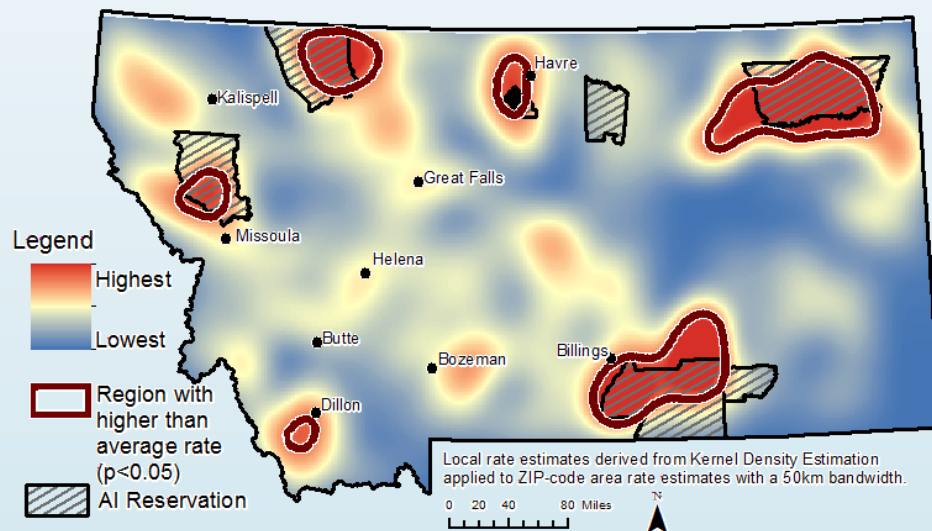 Havre
Kalispell
Great Falls
Missoula
Helena
Butte
Bozeman
Billings
Dillon
Legend
Highest
Lowest
Region with
higher than
average rate
(p<0.05)
AI Reservation
Local rate estimates derived from Kernel Density Estimation
applied to ZIP-code area rate estimates with a 50km bandwidth.
0 20 40 80 Miles
N